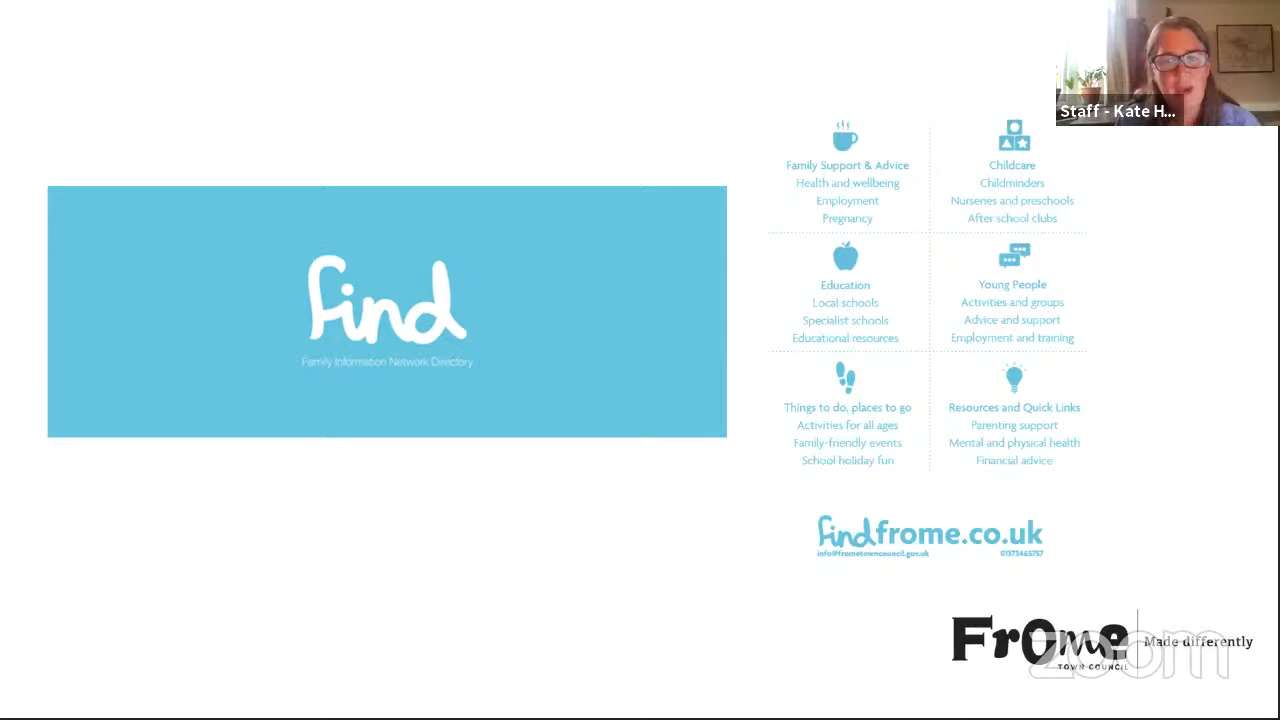 Staff - Kate H...
find
Family Information Network Directory
Family Support & Advice
Health and wellbeing
Employment
Pregnancy
Childcare
Childminders
Nurseries and preschools
After school clubs
Education
Local schools
Specialist schools
Educational resources
Young People
Activities and groups
Advice and support
Employment and training
Things to do, places to go
Activities for all ages
Family-friendly events
School holiday fun
Resources and Quick Links
Parenting support
Mental and physical health
Financial advice
findfrome.co.uk
info@frometowncouncil.gov.uk 01373465757
Frome
TOWN COUNCIL
Made differently
zoom